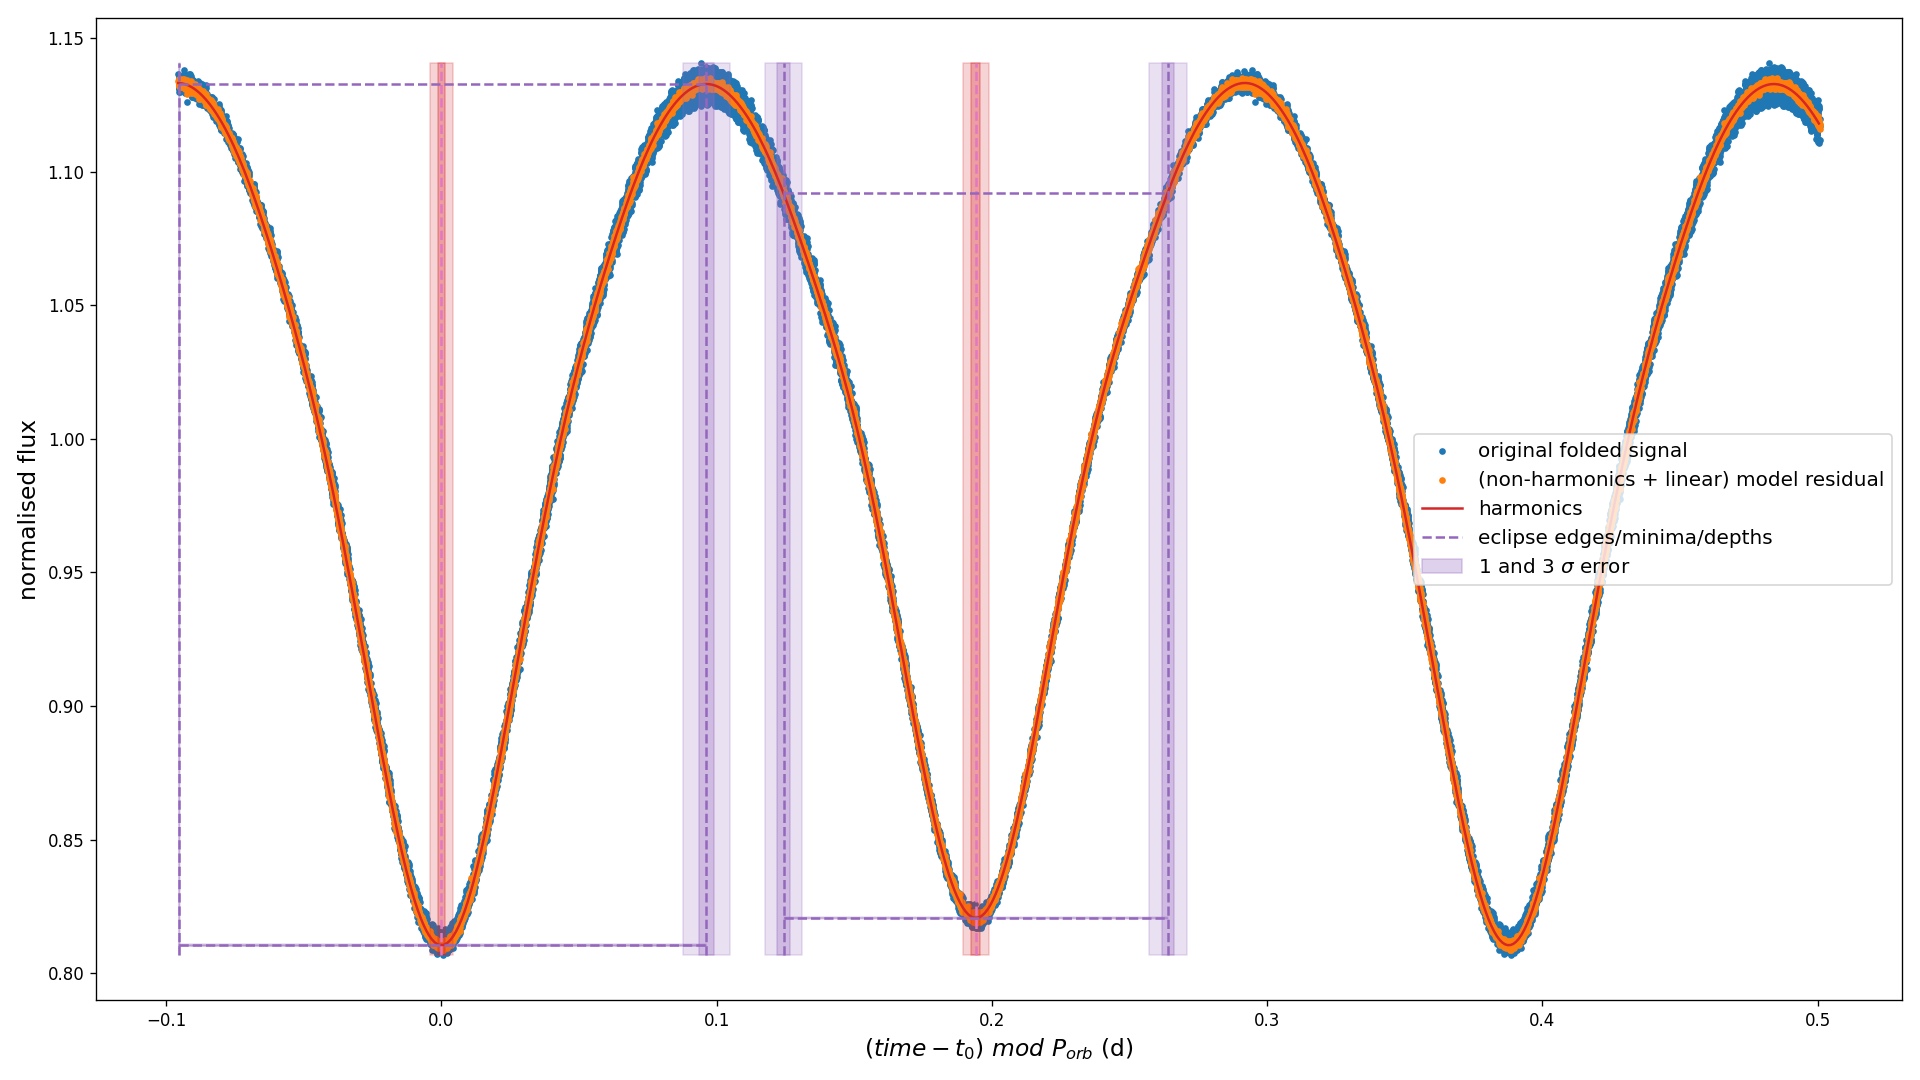 1.15
1.10
1.05
1.00
0.95
0.90
0.85
0.80
normalised flux
original folded signal
(non-harmonics + linear) model residual
harmonics
eclipse edges/minima/depths
1 and 3 σ error
−0.1 0.0 0.1 0.2 0.3 0.4 0.5
(time − t₀) mod P_orb (d)